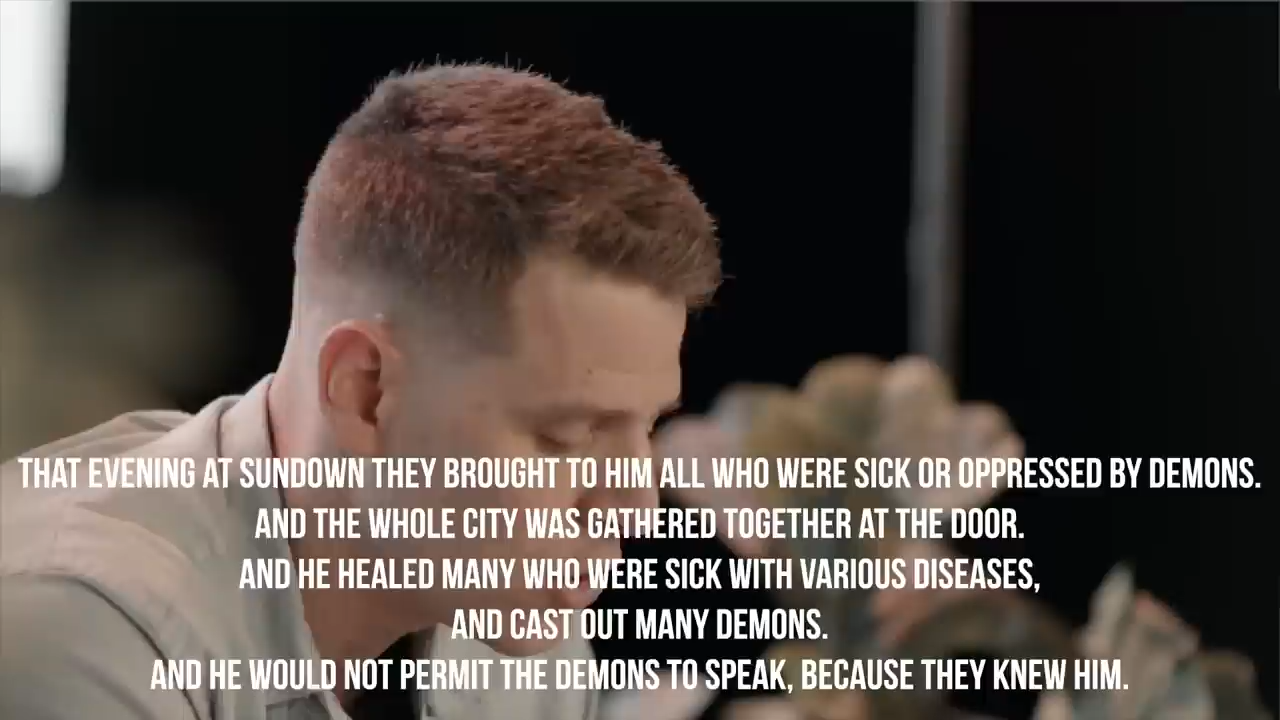 THAT EVENING AT SUNDOWN THEY BROUGHT TO HIM ALL WHO WERE SICK OR OPPRESSED BY DEMONS.
AND THE WHOLE CITY WAS GATHERED TOGETHER AT THE DOOR.
AND HE HEALED MANY WHO WERE SICK WITH VARIOUS DISEASES,
AND CAST OUT MANY DEMONS.
AND HE WOULD NOT PERMIT THE DEMONS TO SPEAK, BECAUSE THEY KNEW HIM.